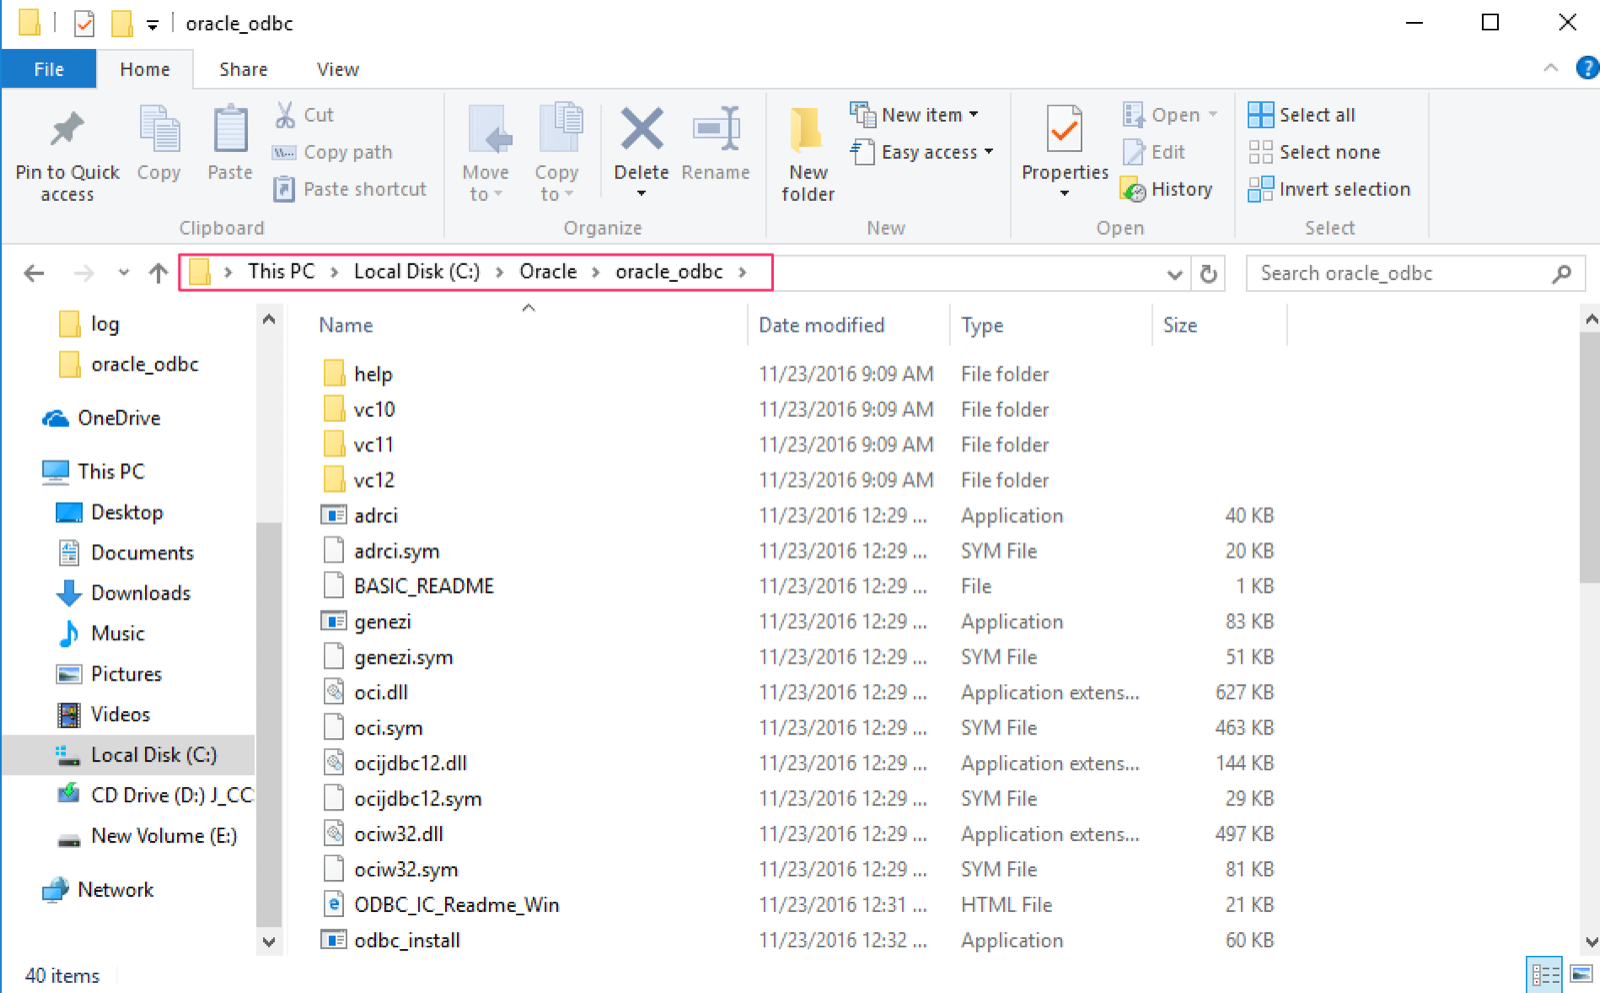 oracle_odbc
File Home Share View
Pin to Quick access
Copy
Paste
Cut
Copy path
Paste shortcut
Clipboard
Move to
Copy to
Delete
Rename
Organize
New folder
New item
Easy access
New
Properties
Open
Edit
History
Open
Select all
Select none
Invert selection
Select
This PC Local Disk (C:) Oracle oracle_odbc
Search oracle_odbc
log
oracle_odbc
OneDrive
This PC
Desktop
Documents
Downloads
Music
Pictures
Videos
Local Disk (C:)
CD Drive (D:) J_CC
New Volume (E:)
Network
Name Date modified Type Size
help 11/23/2016 9:09 AM File folder
vc10 11/23/2016 9:09 AM File folder
vc11 11/23/2016 9:09 AM File folder
vc12 11/23/2016 9:09 AM File folder
adrci 11/23/2016 12:29 ... Application 40 KB
adrci.sym 11/23/2016 12:29 ... SYM File 20 KB
BASIC_README 11/23/2016 12:29 ... File 1 KB
genezi 11/23/2016 12:29 ... Application 83 KB
genezi.sym 11/23/2016 12:29 ... SYM File 51 KB
oci.dll 11/23/2016 12:29 ... Application extens... 627 KB
oci.sym 11/23/2016 12:29 ... SYM File 463 KB
ocijdbc12.dll 11/23/2016 12:29 ... Application extens... 144 KB
ocijdbc12.sym 11/23/2016 12:29 ... SYM File 29 KB
ociw32.dll 11/23/2016 12:29 ... Application extens... 497 KB
ociw32.sym 11/23/2016 12:29 ... SYM File 81 KB
ODBC_IC_Readme_Win 11/23/2016 12:31 ... HTML File 21 KB
odbc_install 11/23/2016 12:32 ... Application 60 KB
40 items